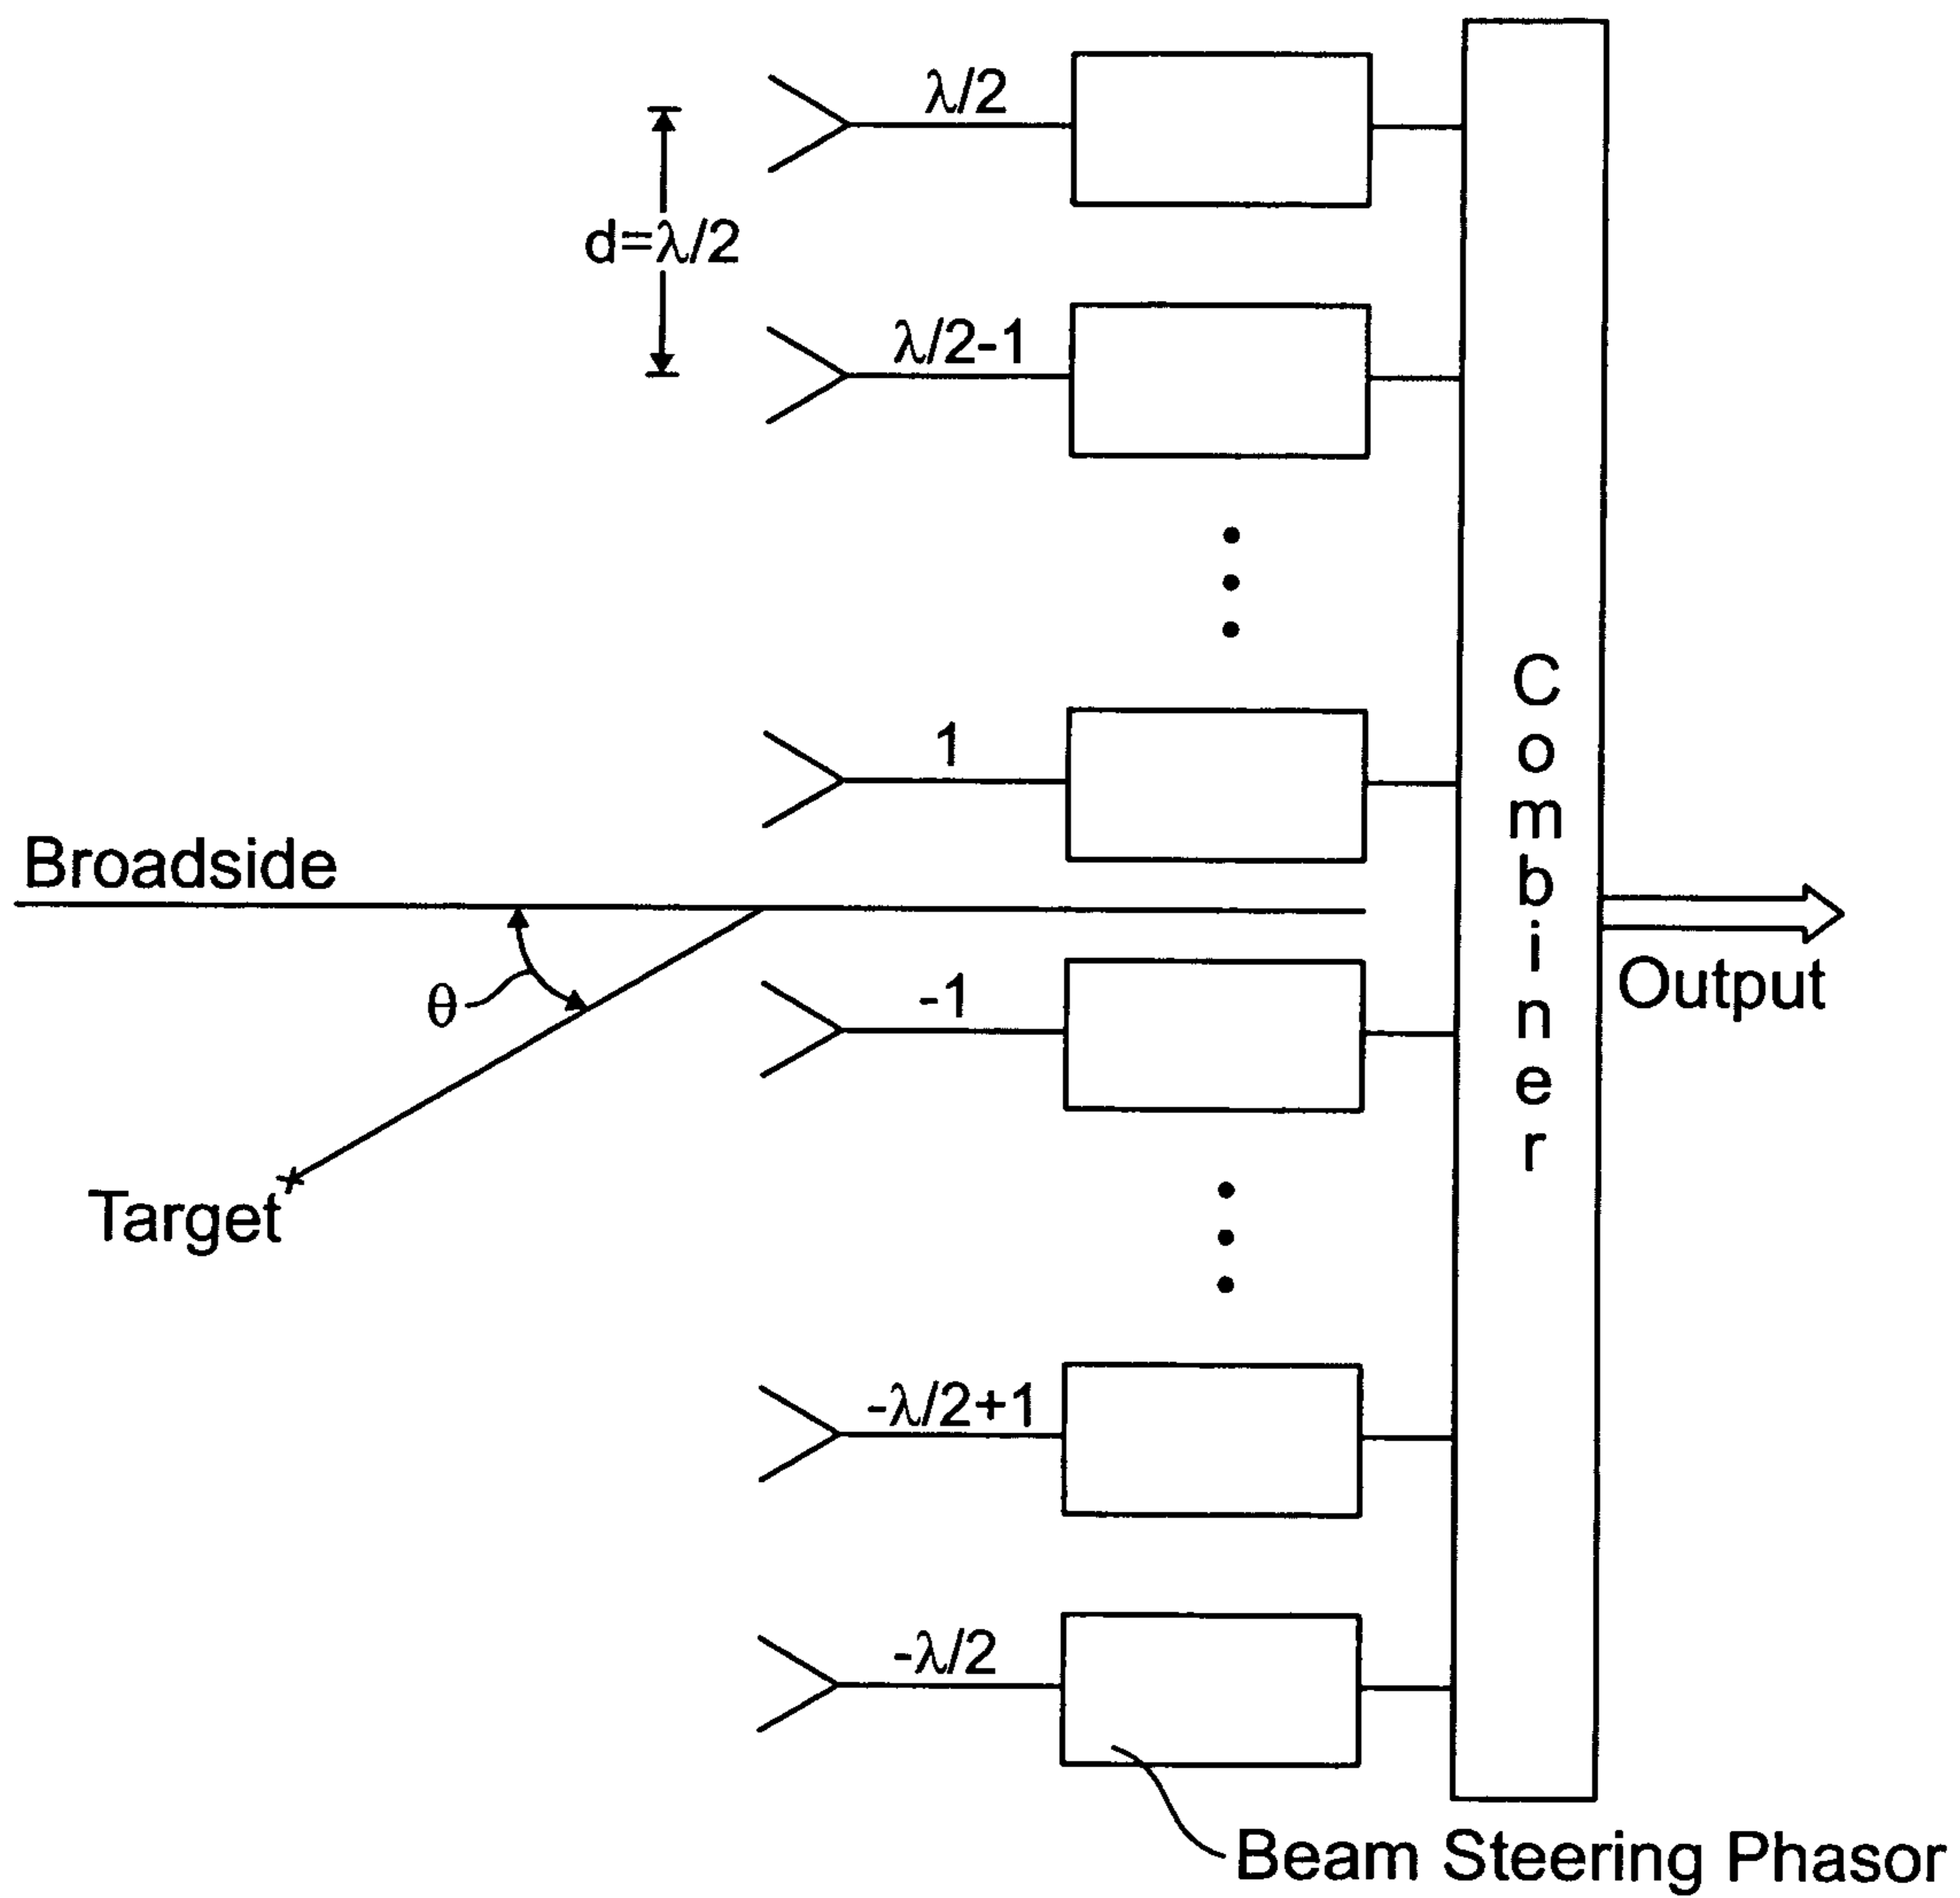 λ/2
d=λ/2
λ/2-1
1
Broadside
Combiner
-1
θ
Output
Target
-λ/2+1
-λ/2
Beam Steering Phasor